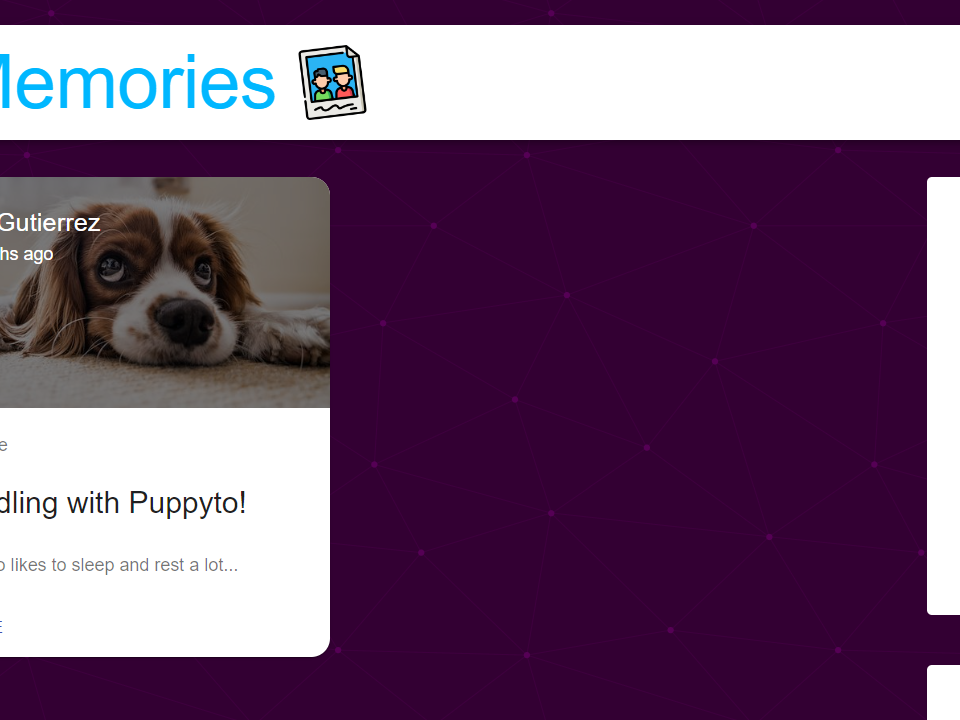 Memories
Gutierrez
hs ago
e
dling with Puppyto!
o likes to sleep and rest a lot...
E